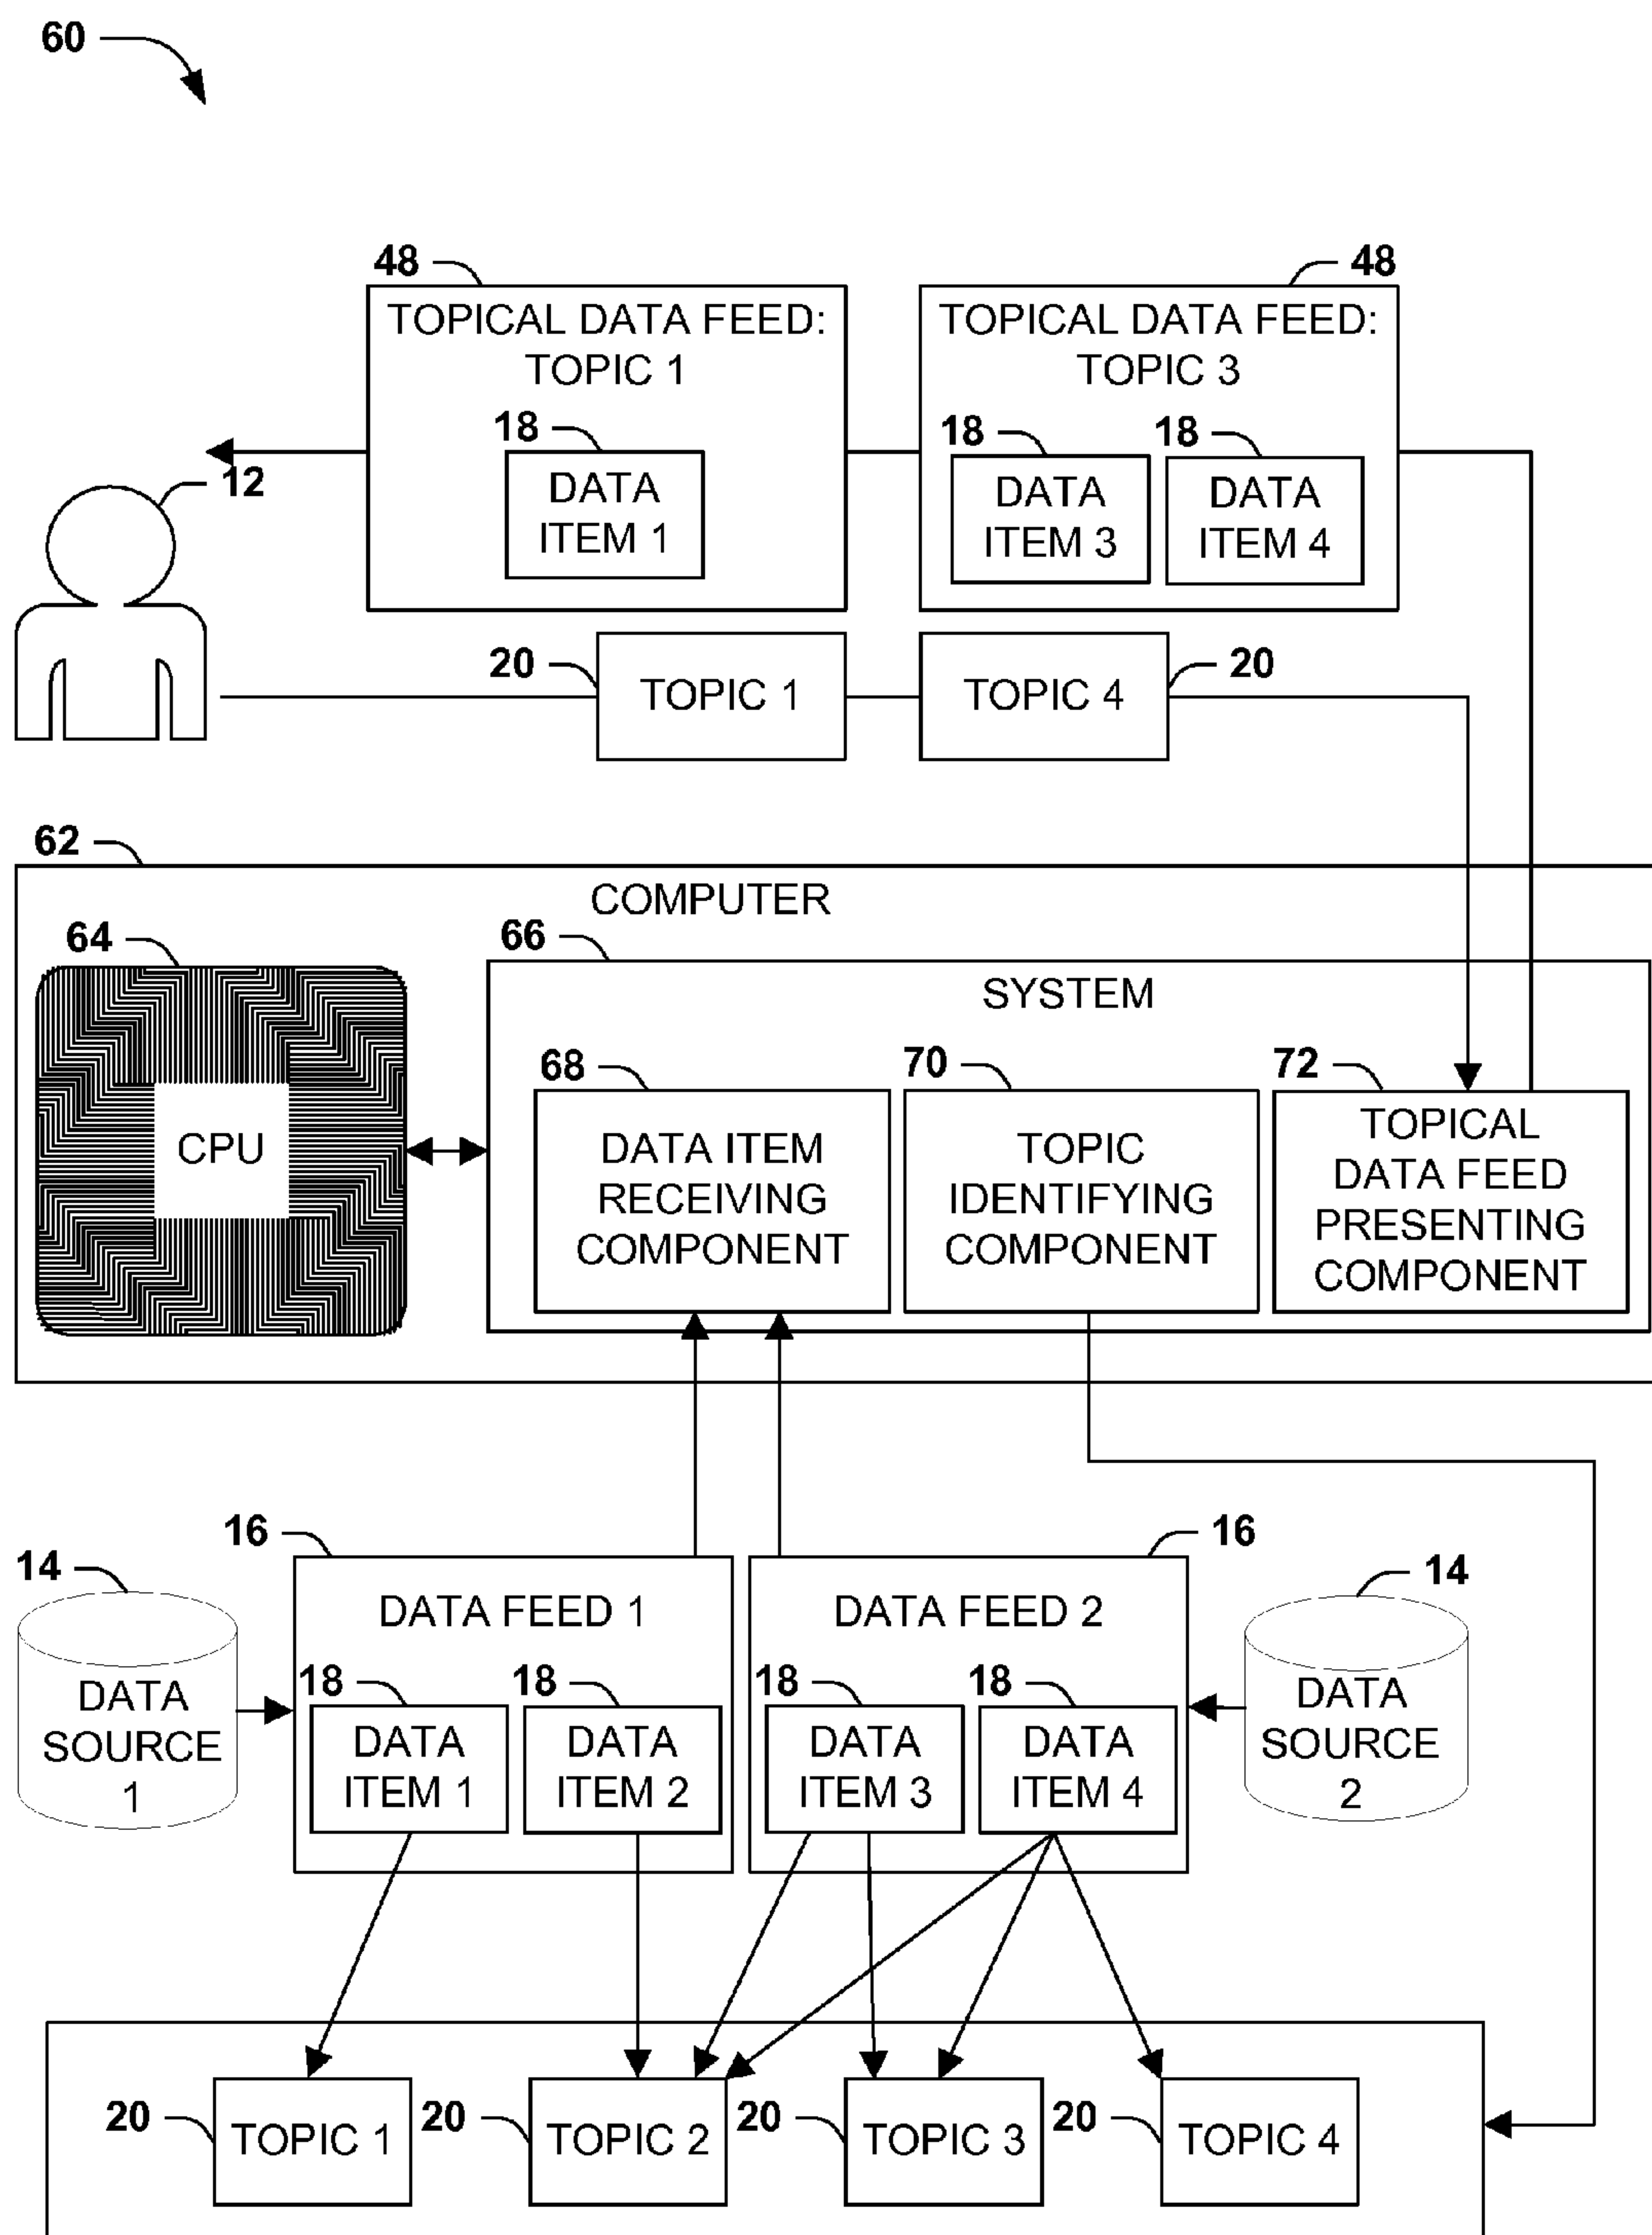 60
48
48
TOPICAL DATA FEED:
TOPIC 1
TOPICAL DATA FEED:
TOPIC 3
18
DATA
ITEM 1
18
DATA
ITEM 3
18
DATA
ITEM 4
12
20
TOPIC 1
TOPIC 4
20
62
COMPUTER
64
CPU
66
SYSTEM
68
DATA ITEM
RECEIVING
COMPONENT
70
TOPIC
IDENTIFYING
COMPONENT
72
TOPICAL
DATA FEED
PRESENTING
COMPONENT
14
DATA
SOURCE
1
16
DATA FEED 1
18
DATA
ITEM 1
18
DATA
ITEM 2
16
DATA FEED 2
18
DATA
ITEM 3
18
DATA
ITEM 4
14
DATA
SOURCE
2
20
TOPIC 1
20
TOPIC 2
20
TOPIC 3
20
TOPIC 4